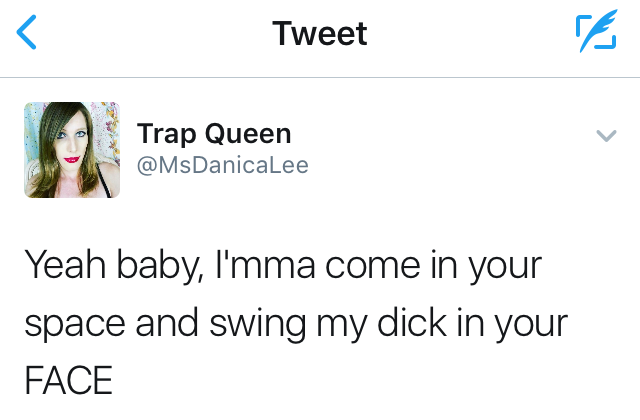 Tweet
Trap Queen
@MsDanicaLee
Yeah baby, I'mma come in your
space and swing my dick in your
FACE